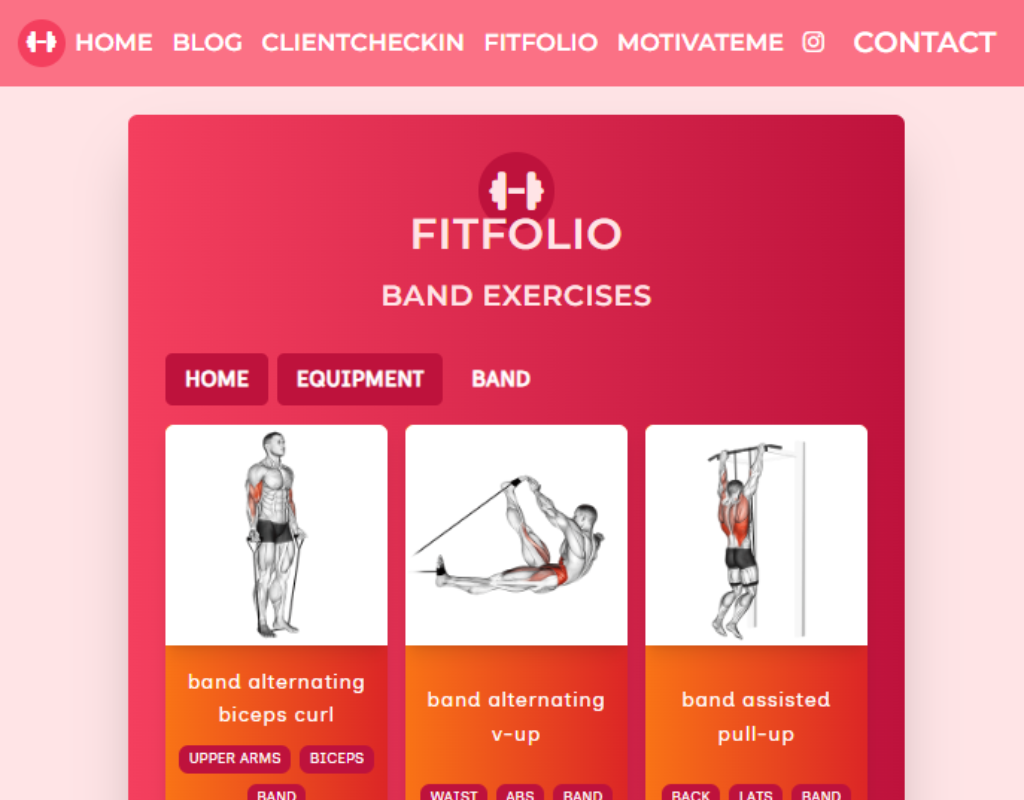 HOME BLOG CLIENTCHECKIN FITFOLIO MOTIVATEME CONTACT
FITFOLIO
BAND EXERCISES
HOME EQUIPMENT BAND
band alternating
biceps curl
UPPER ARMS BICEPS
BAND
band alternating
v-up
WAIST ABS BAND
band assisted
pull-up
BACK LATS BAND